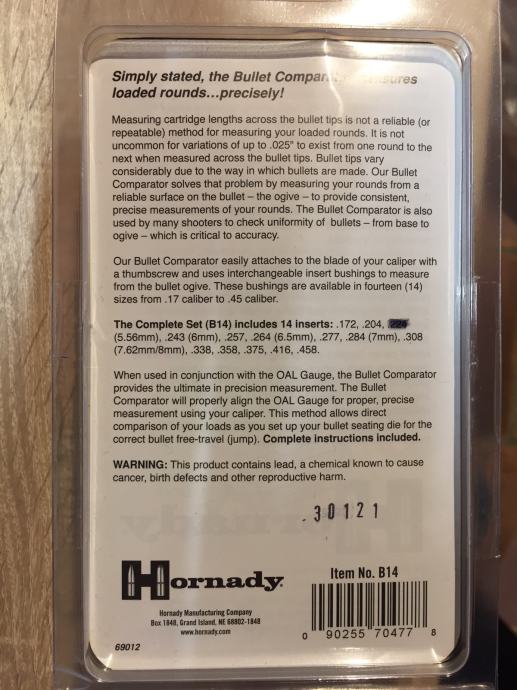 Simply stated, the Bullet
loaded rounds...precisely!
Measuring cartridge lengths across the bullet tips is not a reliable (or
repeatable) method for measuring your loaded rounds. It is not
uncommon for variations of up to .025" to exist from one round to the
next when measured across the bullet tips. Bullet tips vary
considerably due to the way in which bullets are made. Our Bullet
Comparator solves that problem by measuring your rounds from a
reliable surface on the bullet – the ogive – to provide consistent,
precise measurements of your rounds. The Bullet Comparator is also
used by many shooters to check uniformity of bullets – from base to
ogive – which is critical to accuracy.
Our Bullet Comparator easily attaches to the blade of your caliper with
a thumbscrew and uses interchangeable insert bushings to measure
from the bullet ogive. These bushings are available in fourteen (14)
sizes from .17 caliber to .45 caliber.
The Complete Set (B14) includes 14 inserts: .172, .204,
(5.56mm), .243 (6mm), .257, .264 (6.5mm), .277, .284 (7mm), .308
(7.62mm/8mm), .338, .358, .375, .416, .458.
When used in conjunction with the OAL Gauge, the Bullet Comparator
provides the ultimate in precision measurement. The Bullet
Comparator will properly align the OAL Gauge for proper, precise
measurement using your caliper. This method allows direct
comparison of your loads as you set up your bullet seating die for the
correct bullet free-travel (jump). Complete instructions included.
WARNING: This product contains lead, a chemical known to cause
cancer, birth defects and other reproductive harm.
30121
Hornady
Hornady Manufacturing Company
Box 1848, Grand Island, NE 68802-1848
www.hornady.com
69012
Item No. B14
0 90255 70477 8